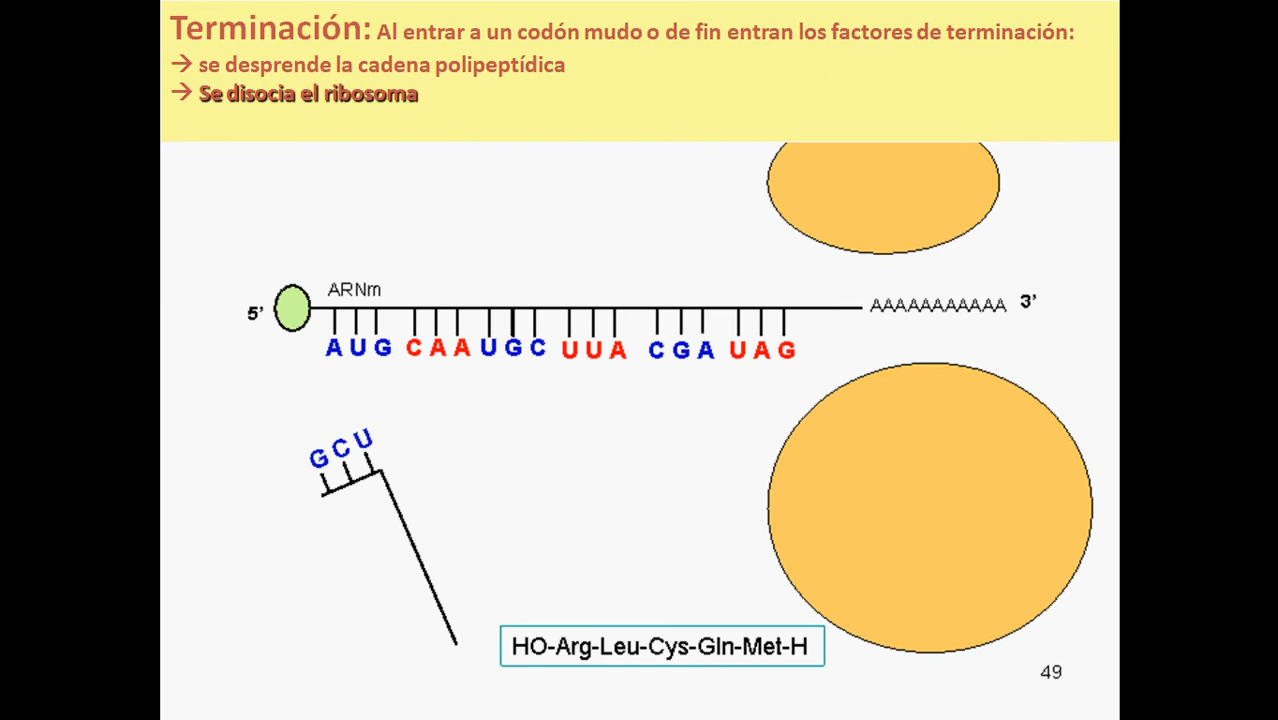 Terminación: Al entrar a un codón mudo o de fin entran los factores de terminación:
→ se desprende la cadena polipeptídica
→ Se disocia el ribosoma
ARNm
5’ AAAAAAAAAAA 3’
A U G C A A U G C U U A C G A U A G
G C U
HO-Arg-Leu-Cys-Gln-Met-H
49